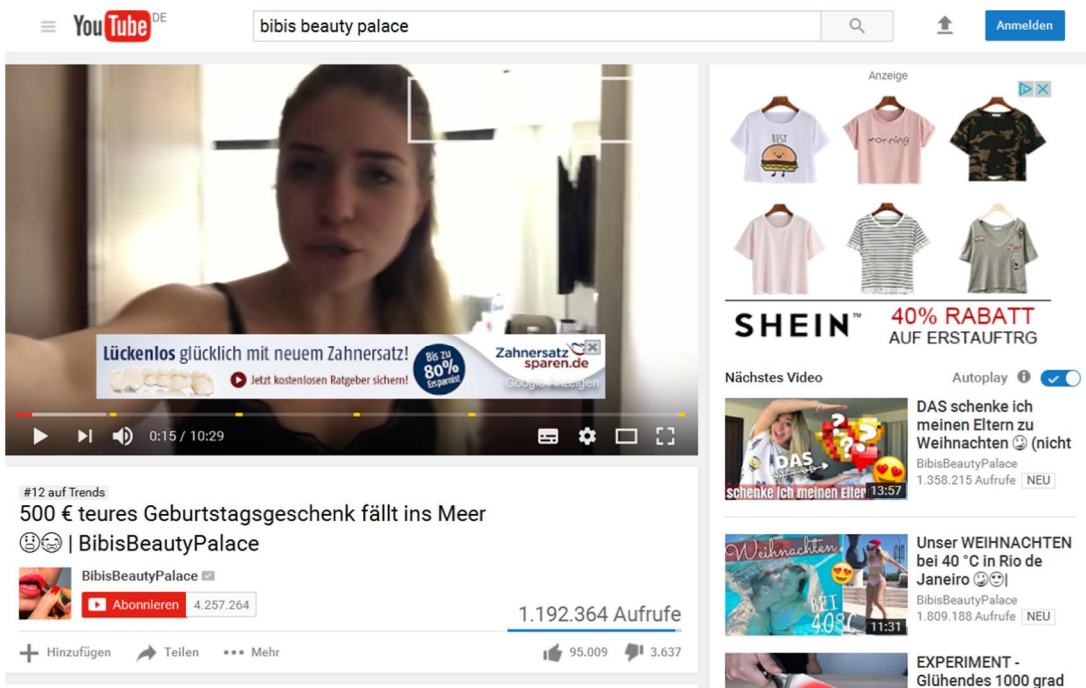 YouTube DE
bibis beauty palace
Anmelden
Lückenlos glücklich mit neuem Zahnersatz!
Jetzt kostenlosen Ratgeber sichern!
Bis zu
80%
Ersparnis!
Zahnersatz
sparen.de
Google-Anzeigen
0:15 / 10:29
#12 auf Trends
500 € teures Geburtstagsgeschenk fällt ins Meer
| BibisBeautyPalace
BibisBeautyPalace
Abonnieren 4.257.264
1.192.364 Aufrufe
Hinzufügen Teilen Mehr 95.009 3.637
Anzeige
BEST
morning
SHEIN™
40% RABATT
AUF ERSTAUFTRG
Nächstes Video Autoplay
DAS
schenke ich meinen Elter
13:57
DAS schenke ich
meinen Eltern zu
Weihnachten (nicht
BibisBeautyPalace
1.358.215 Aufrufe NEU
Weihnachten
BEI
40°C
11:31
Unser WEIHNACHTEN
bei 40 °C in Rio de
Janeiro |
BibisBeautyPalace
1.809.188 Aufrufe NEU
EXPERIMENT -
Glühendes 1000 grad